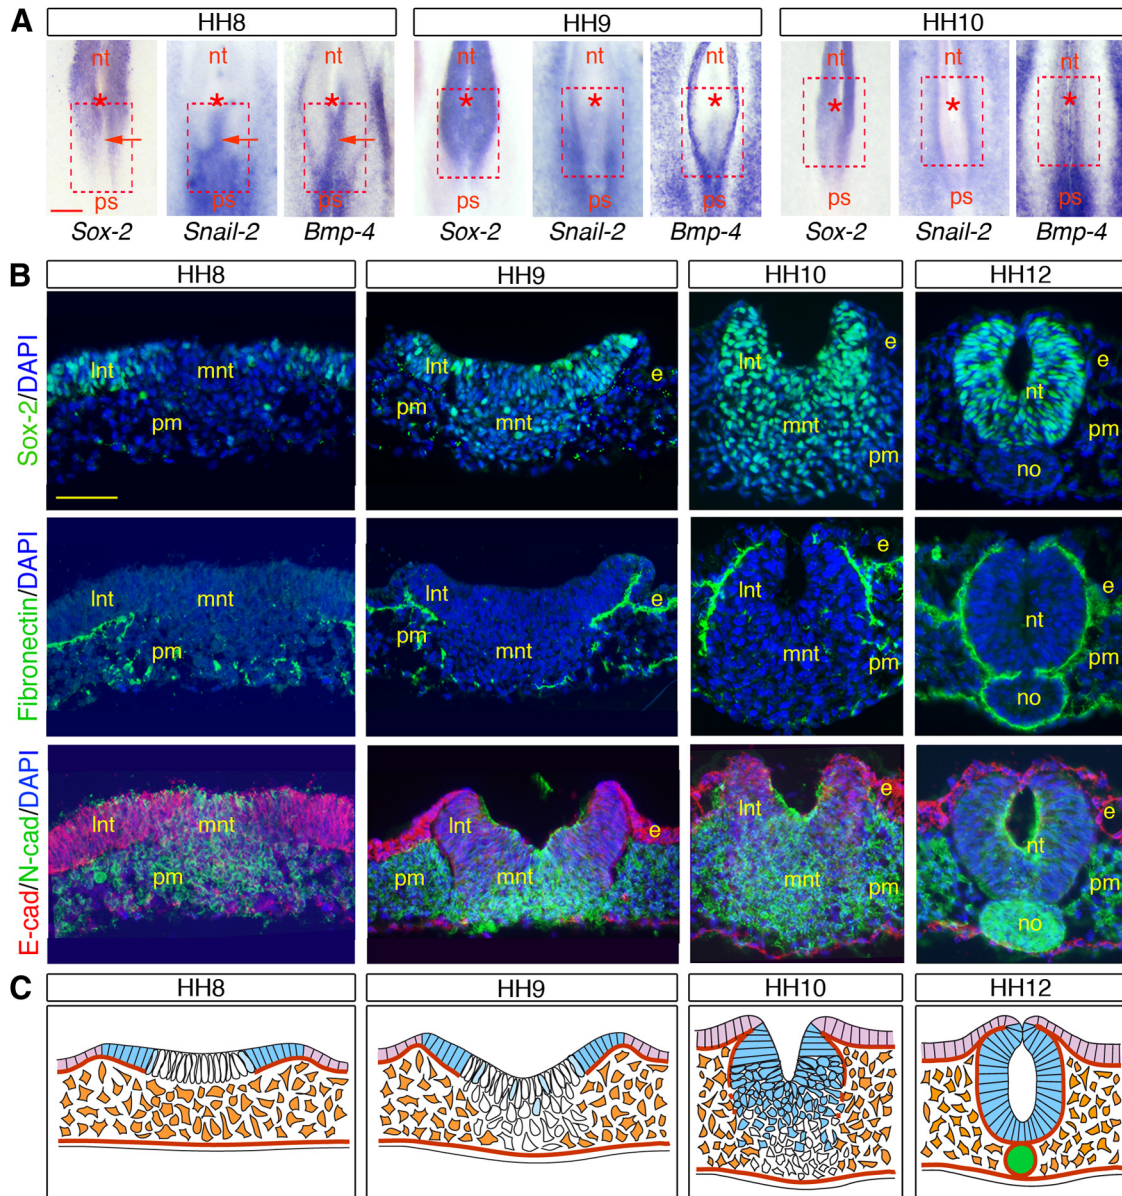 A
HH8 HH9 HH10
nt nt nt nt nt nt nt nt nt
* * * * * * * * *
ps ps ps ps ps ps ps ps ps
Sox-2 Snail-2 Bmp-4 Sox-2 Snail-2 Bmp-4 Sox-2 Snail-2 Bmp-4
B
HH8 HH9 HH10 HH12
Sox-2/DAPI
lnt mnt pm
lnt e pm mnt
lnt e mnt pm
e nt pm no
Fibronectin/DAPI
lnt mnt pm
lnt e pm mnt
e lnt mnt pm
e nt pm no
E-cad/N-cad/DAPI
lnt mnt pm
lnt e pm mnt
e lnt mnt pm
e nt pm no
C
HH8 HH9 HH10 HH12